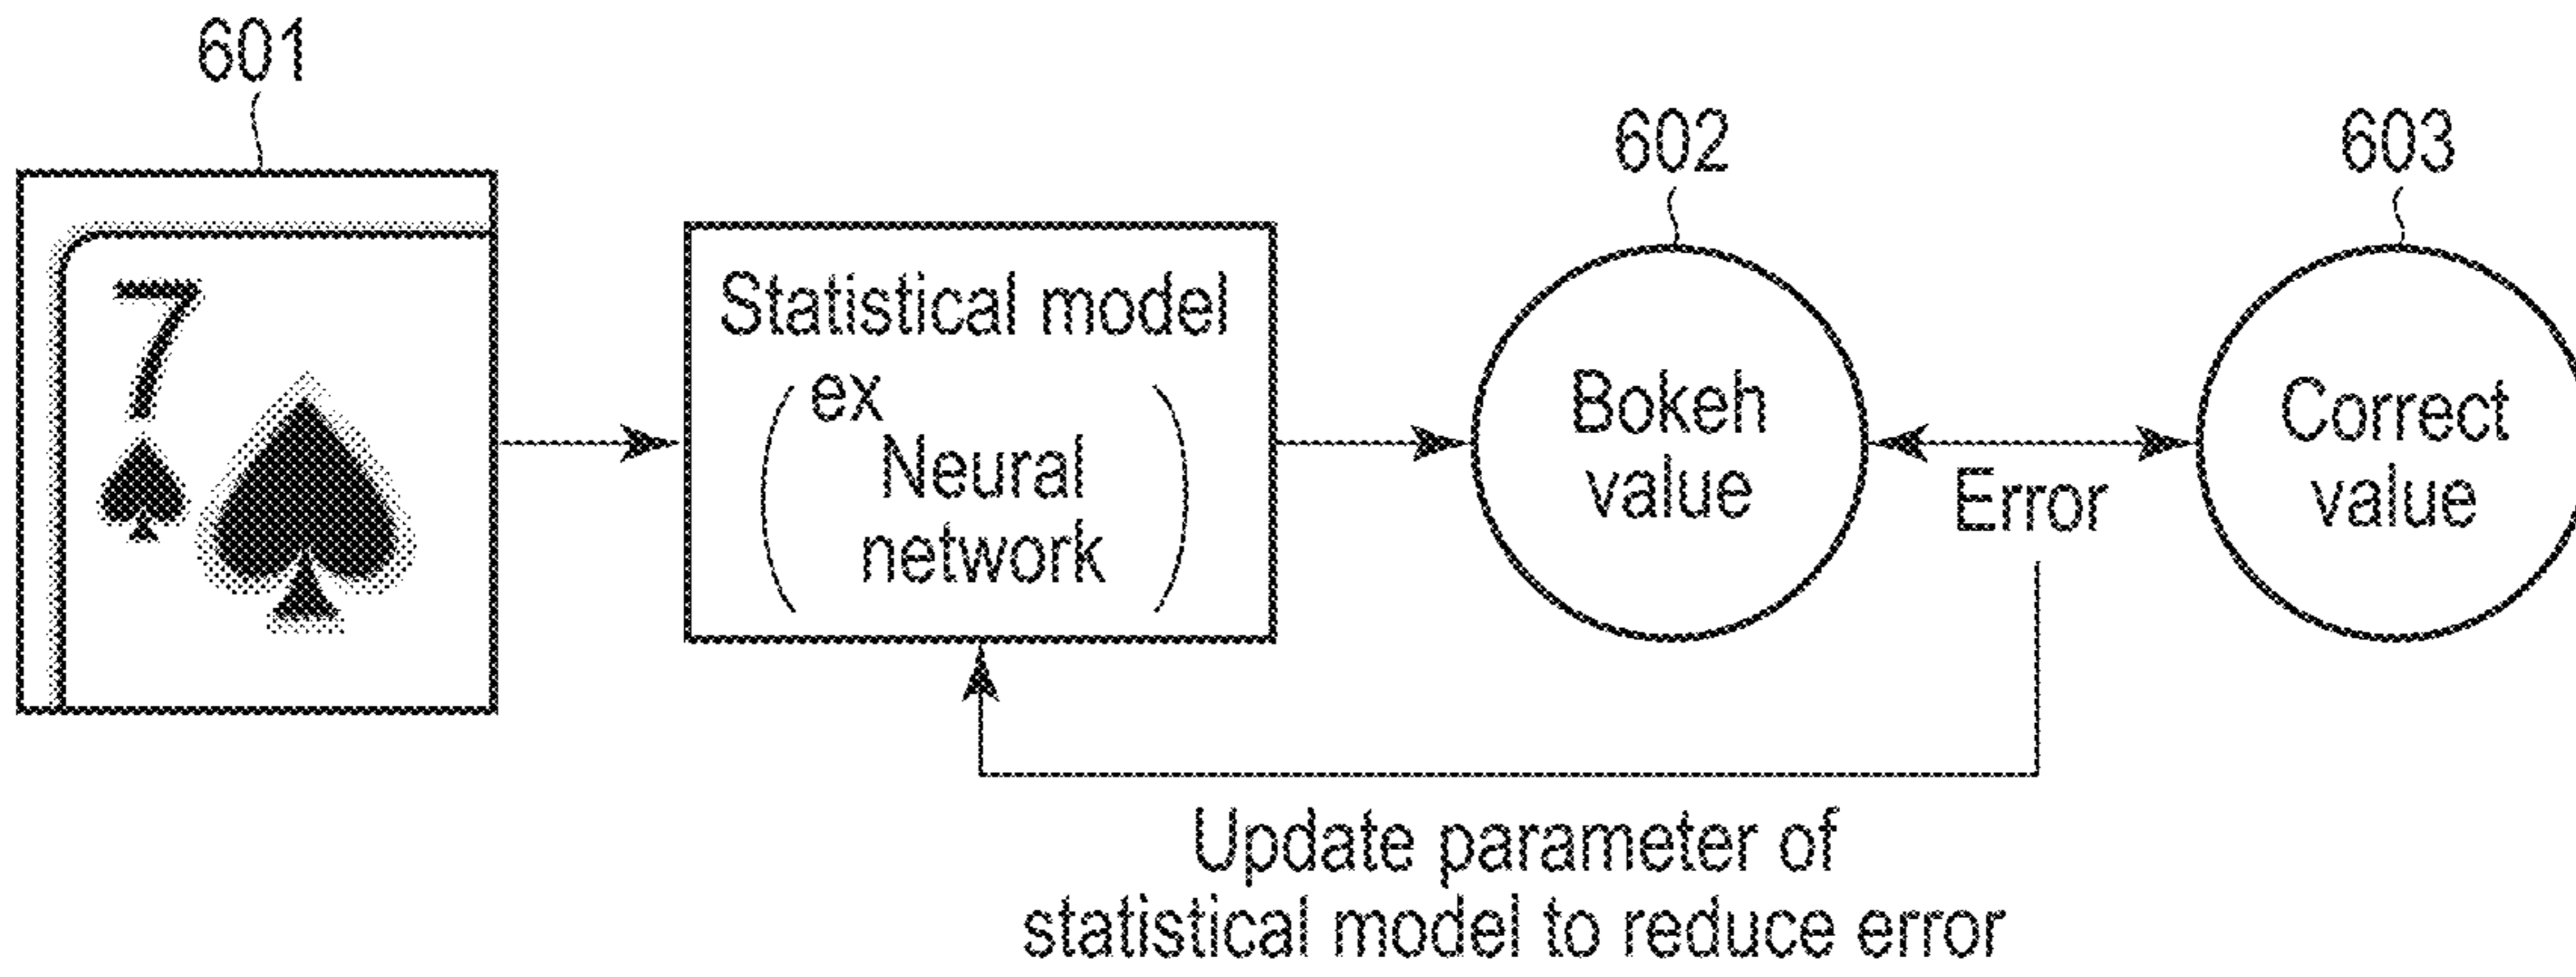 601
602
603
7
Statistical model
ex
Neural
network
Bokeh
value
Error
Correct
value
Update parameter of
statistical model to reduce error